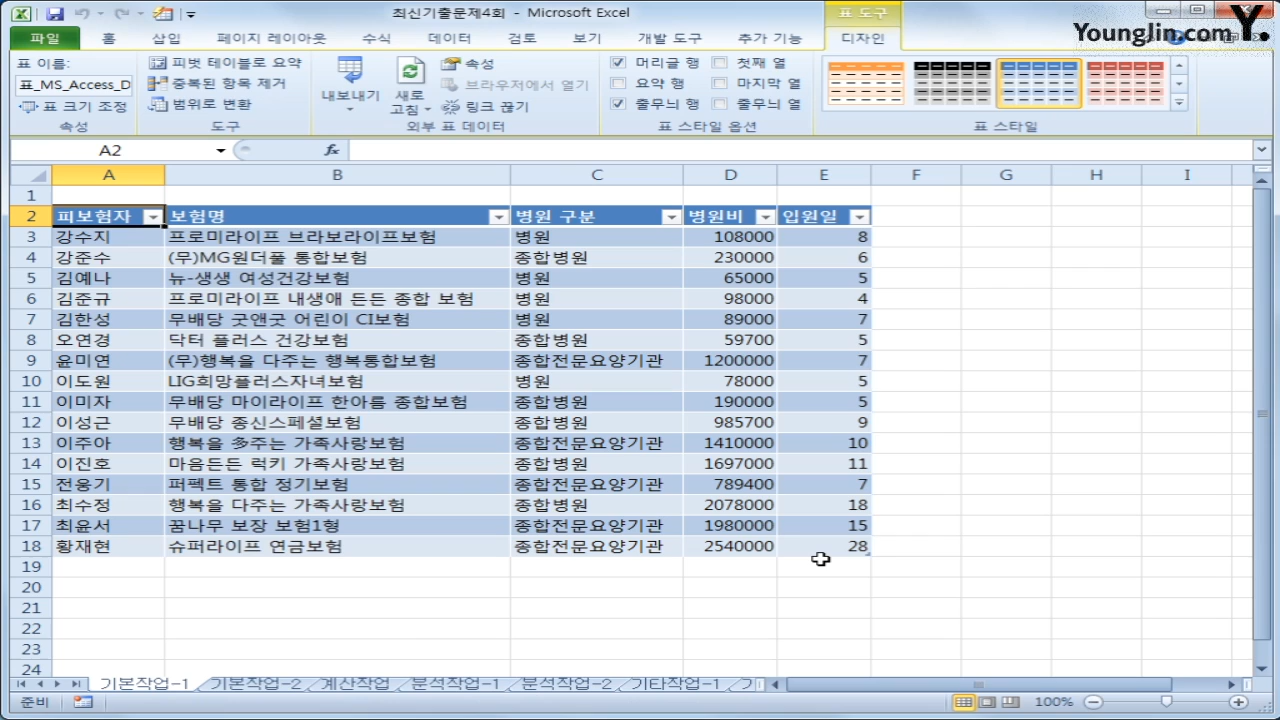 최신기출문제4회 - Microsoft Excel
표 도구
Younglin.com Y.
파일 홈 삽입 페이지 레이아웃 수식 데이터 검토 보기 개발 도구 추가 기능 디자인
표 이름:
표_MS_Access_D
표 크기 조정
속성
피벗 테이블로 요약
중복된 항목 제거
범위로 변환
도구
내보내기
새로 고침
속성
브라우저에서 열기
링크 끊기
외부 표 데이터
머리글 행 첫째 열
요약 행 마지막 열
줄무늬 행 줄무늬 열
표 스타일 옵션
표 스타일
A2 fx
A B C D E F G H I
1
2 피보험자 보험명 병원 구분 병원비 입원일
3 강수지 프로미라이프 브라보라이프보험 병원 108000 8
4 강준수 (무)MG원더풀 통합보험 종합병원 230000 6
5 김예나 뉴-생생 여성건강보험 병원 65000 5
6 김준규 프로미라이프 내생애 든든 종합 보험 병원 98000 4
7 김한성 무배당 굿앤굿 어린이 CI보험 병원 89000 7
8 오연경 닥터 플러스 건강보험 종합병원 59700 5
9 윤미연 (무)행복을 다주는 행복통합보험 종합전문요양기관 1200000 7
10 이도원 LIG희망플러스자녀보험 병원 78000 5
11 이미자 무배당 마이라이프 한아름 종합보험 종합병원 190000 5
12 이성근 무배당 종신스페셜보험 종합병원 985700 9
13 이주아 행복을 多주는 가족사랑보험 종합전문요양기관 1410000 10
14 이진호 마음든든 럭키 가족사랑보험 종합병원 1697000 11
15 전웅기 퍼펙트 통합 정기보험 종합전문요양기관 789400 7
16 최수정 행복을 다주는 가족사랑보험 종합병원 2078000 18
17 최윤서 꿈나무 보장 보험1형 종합전문요양기관 1980000 15
18 황재현 슈퍼라이프 연금보험 종합전문요양기관 2540000 28
19
20
21
22
23
24
기본작업-1 기본작업-2 계산작업 분석작업-1 분석작업-2 기타작업-1
준비 100%